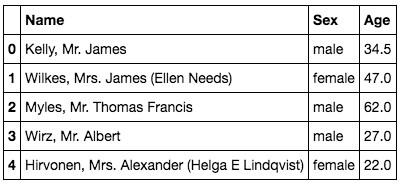 Name Sex Age
0 Kelly, Mr. James male 34.5
1 Wilkes, Mrs. James (Ellen Needs) female 47.0
2 Myles, Mr. Thomas Francis male 62.0
3 Wirz, Mr. Albert male 27.0
4 Hirvonen, Mrs. Alexander (Helga E Lindqvist) female 22.0